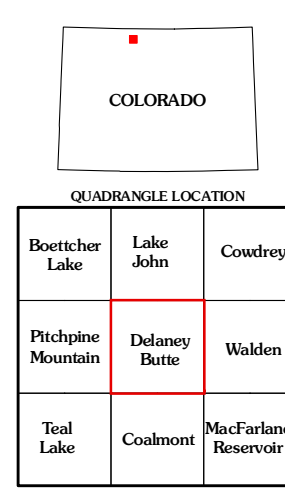 COLORADO
QUADRANGLE LOCATION
Boettcher Lake
Lake John
Cowdrey
Pitchpine Mountain
Delaney Butte
Walden
Teal Lake
Coalmont
MacFarlane Reservoir